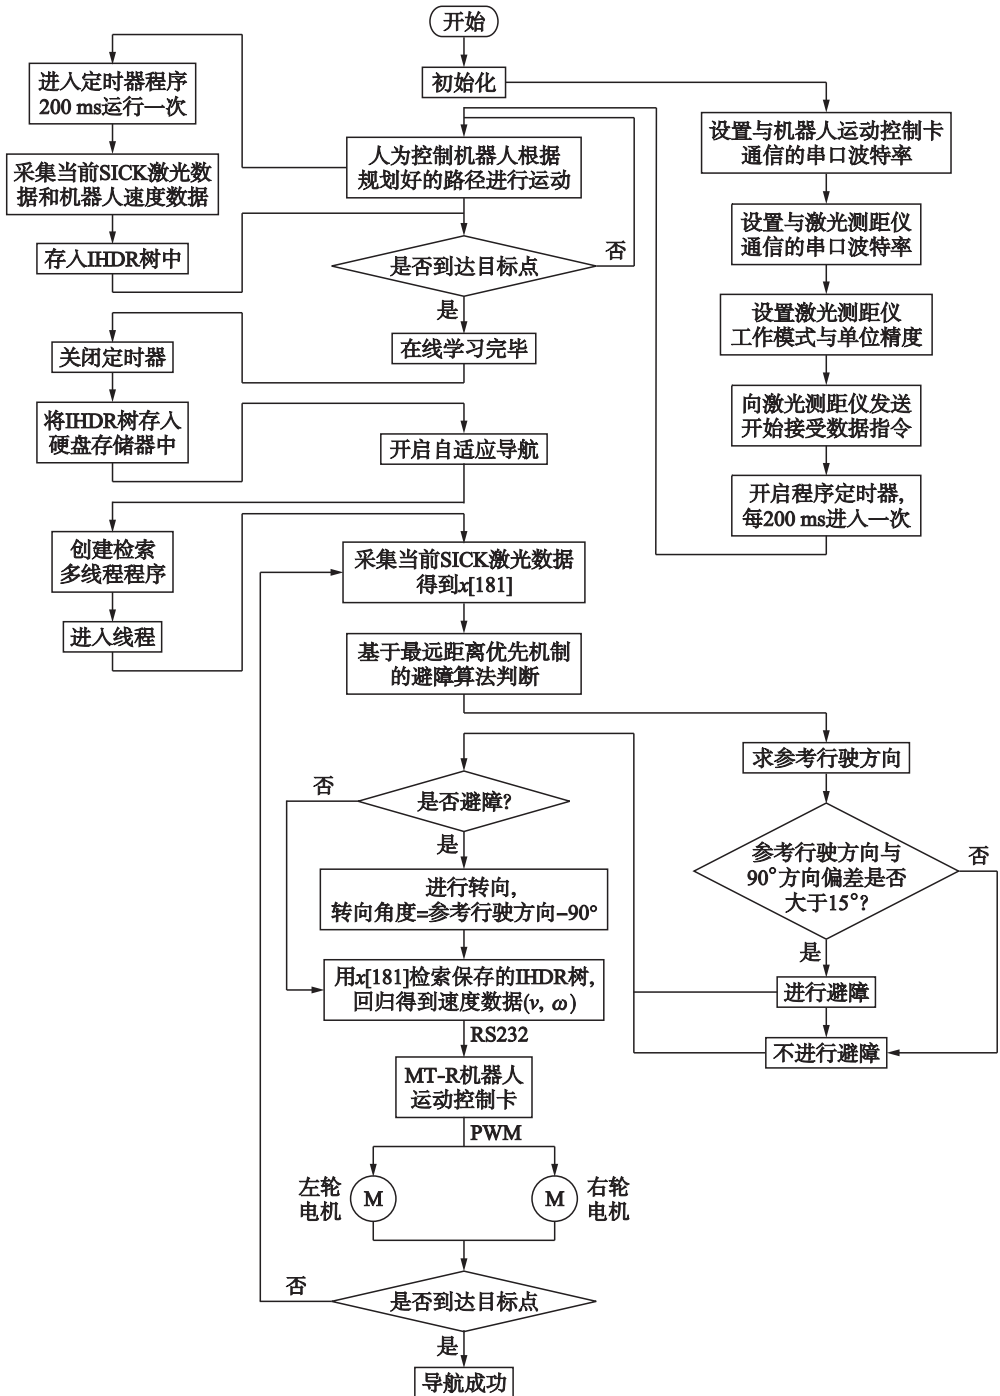 开始
初始化
设置与机器人运动控制卡
通信的串口波特率
设置与激光测距仪
通信的串口波特率
设置激光测距仪
工作模式与单位精度
向激光测距仪发送
开始接受数据指令
开启程序定时器,
每200 ms进入一次
人为控制机器人根据
规划好的路径进行运动
进入定时器程序
200 ms运行一次
采集当前SICK激光数
据和机器人速度数据
存入IHDR树中
是否到达目标点
否
是
在线学习完毕
关闭定时器
将IHDR树存入
硬盘存储器中
开启自适应导航
创建检索
多线程程序
进入线程
采集当前SICK激光数据
得到x[181]
基于最远距离优先机制
的避障算法判断
求参考行驶方向
参考行驶方向与
90°方向偏差是否
大于15°?
否
是
进行避障
不进行避障
是否避障?
否
是
进行转向,
转向角度=参考行驶方向-90°
用x[181]检索保存的IHDR树,
回归得到速度数据(v, ω)
RS232
MT-R机器人
运动控制卡
PWM
左轮
电机
M
M
右轮
电机
是否到达目标点
否
是
导航成功